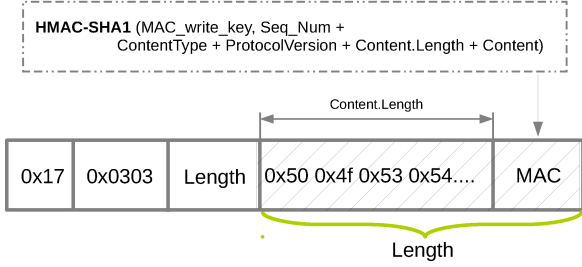 HMAC-SHA1 (MAC_write_key, Seq_Num +
ContentType + ProtocolVersion + Content.Length + Content)
Content.Length
0x17 0x0303 Length 0x50 0x4f 0x53 0x54.... MAC
Length